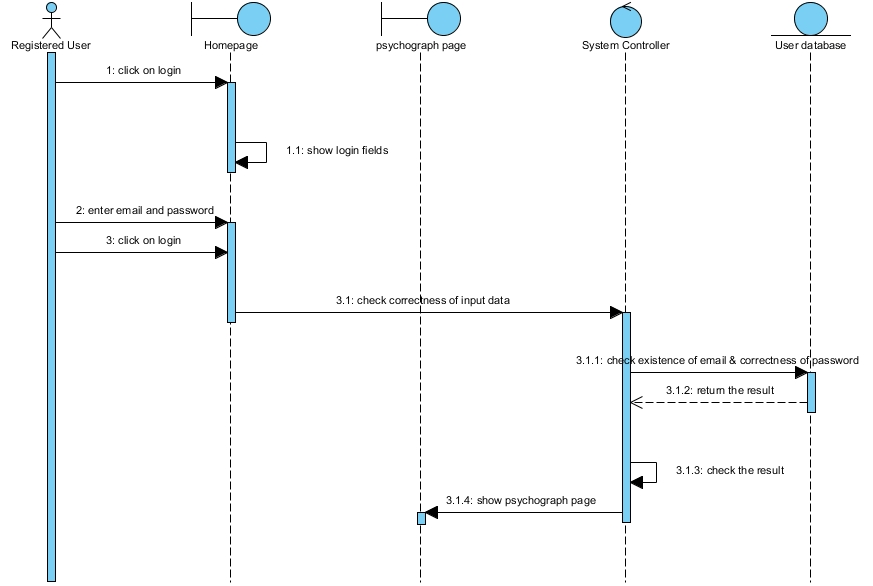 Registered User
Homepage
psychograph page
System Controller
User database
1: click on login
1.1: show login fields
2: enter email and password
3: click on login
3.1: check correctness of input data
3.1.1: check existence of email & correctness of password
3.1.2: return the result
3.1.3: check the result
3.1.4: show psychograph page